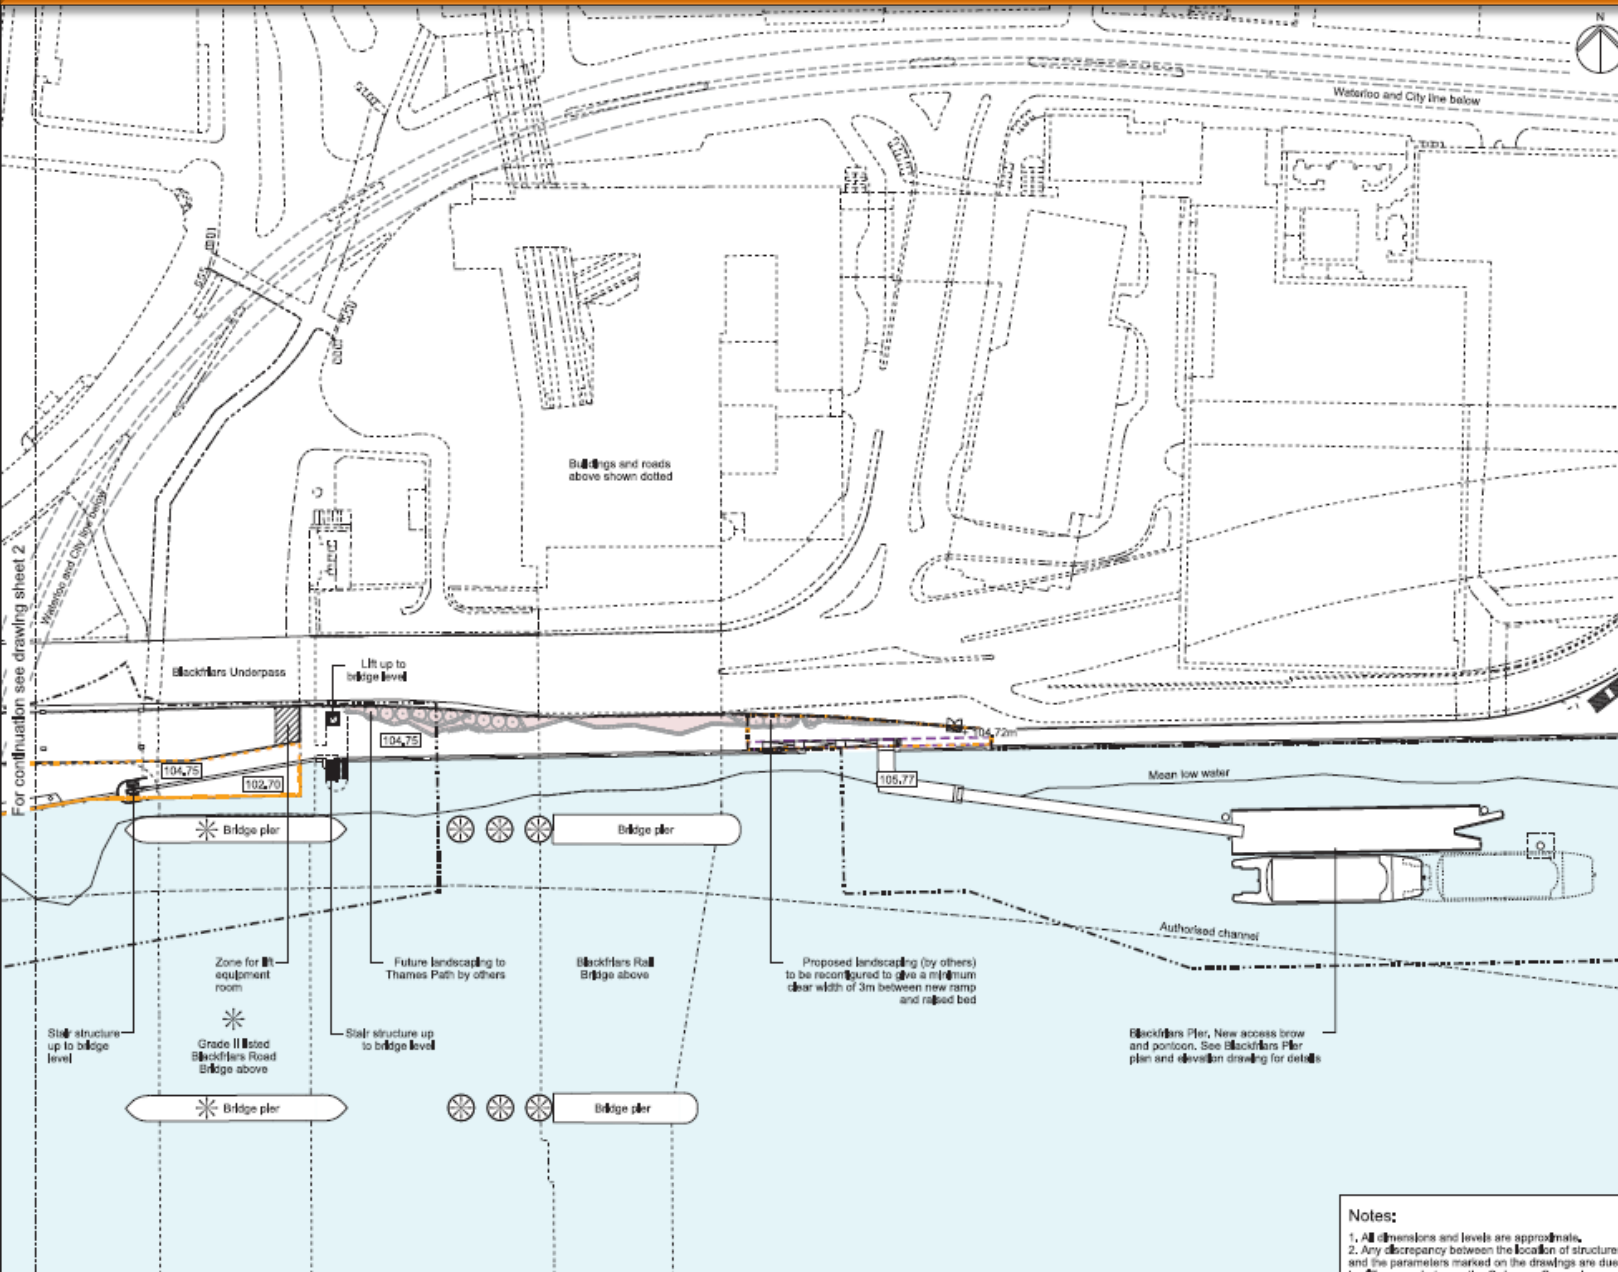 N
Waterloo and City line below
Buildings and roads
above shown dotted
For continuation see drawing sheet 2
Waterloo and City line below
Blackfriars Underpass
Lift up to
bridge level
104.75
104.75
102.70
104.72m
105.77
Mean low water
Bridge pier
Bridge pier
Authorised channel
Zone for lift
equipment
room
Future landscaping to
Thames Path by others
Blackfriars Rail
Bridge above
Proposed landscaping (by others)
to be reconfigured to give a minimum
clear width of 3m between new ramp
and raised bed
Stair structure
up to bridge
level
Grade II listed
Blackfriars Road
Bridge above
Stair structure up
to bridge level
Blackfriars Pier. New access brow
and pontoon. See Blackfriars Pier
plan and elevation drawing for details
Bridge pier
Bridge pier
Notes:
1. All dimensions and levels are approximate.
2. Any discrepancy between the location of structures
and the parameters marked on the drawings are due